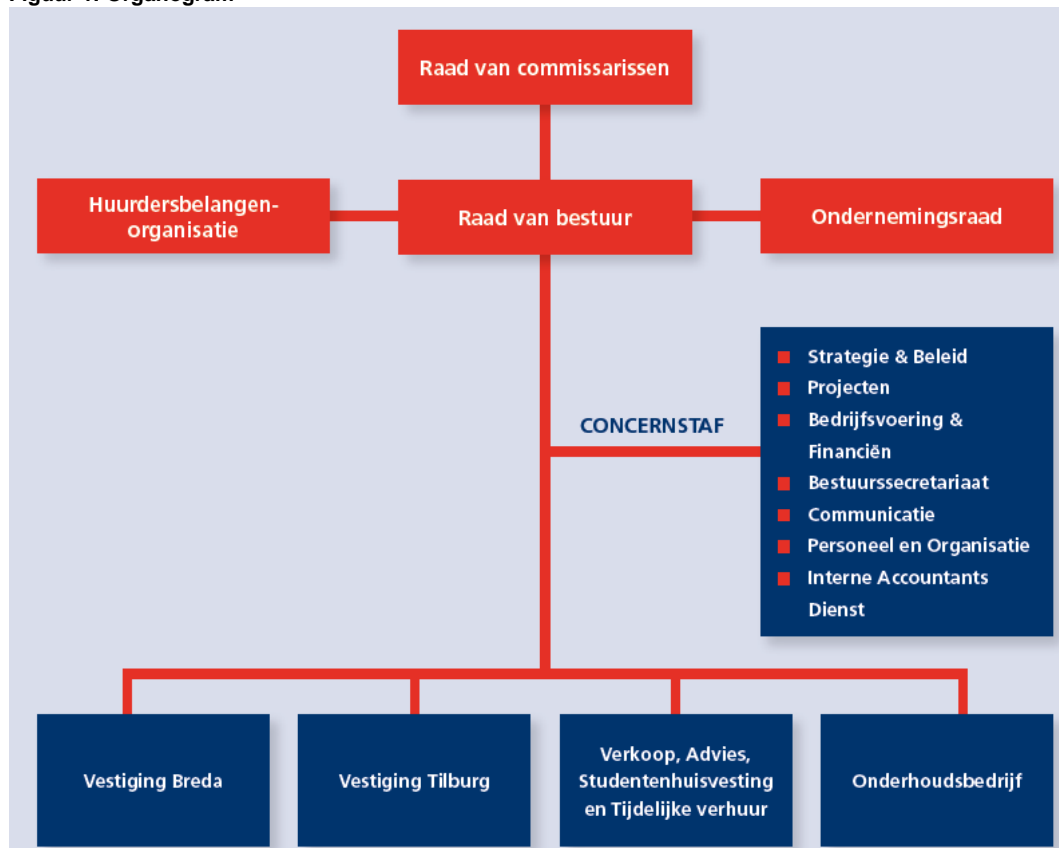 Raad van commissarissen
Huurdersbelangen-
organisatie
Raad van bestuur
Ondernemingsraad
CONCERNSTAF
Strategie & Beleid
Projecten
Bedrijfsvoering &
Financiën
Bestuurssecretariaat
Communicatie
Personeel en Organisatie
Interne Accountants
Dienst
Vestiging Breda
Vestiging Tilburg
Verkoop, Advies,
Studentenhuisvesting
en Tijdelijke verhuur
Onderhoudsbedrijf